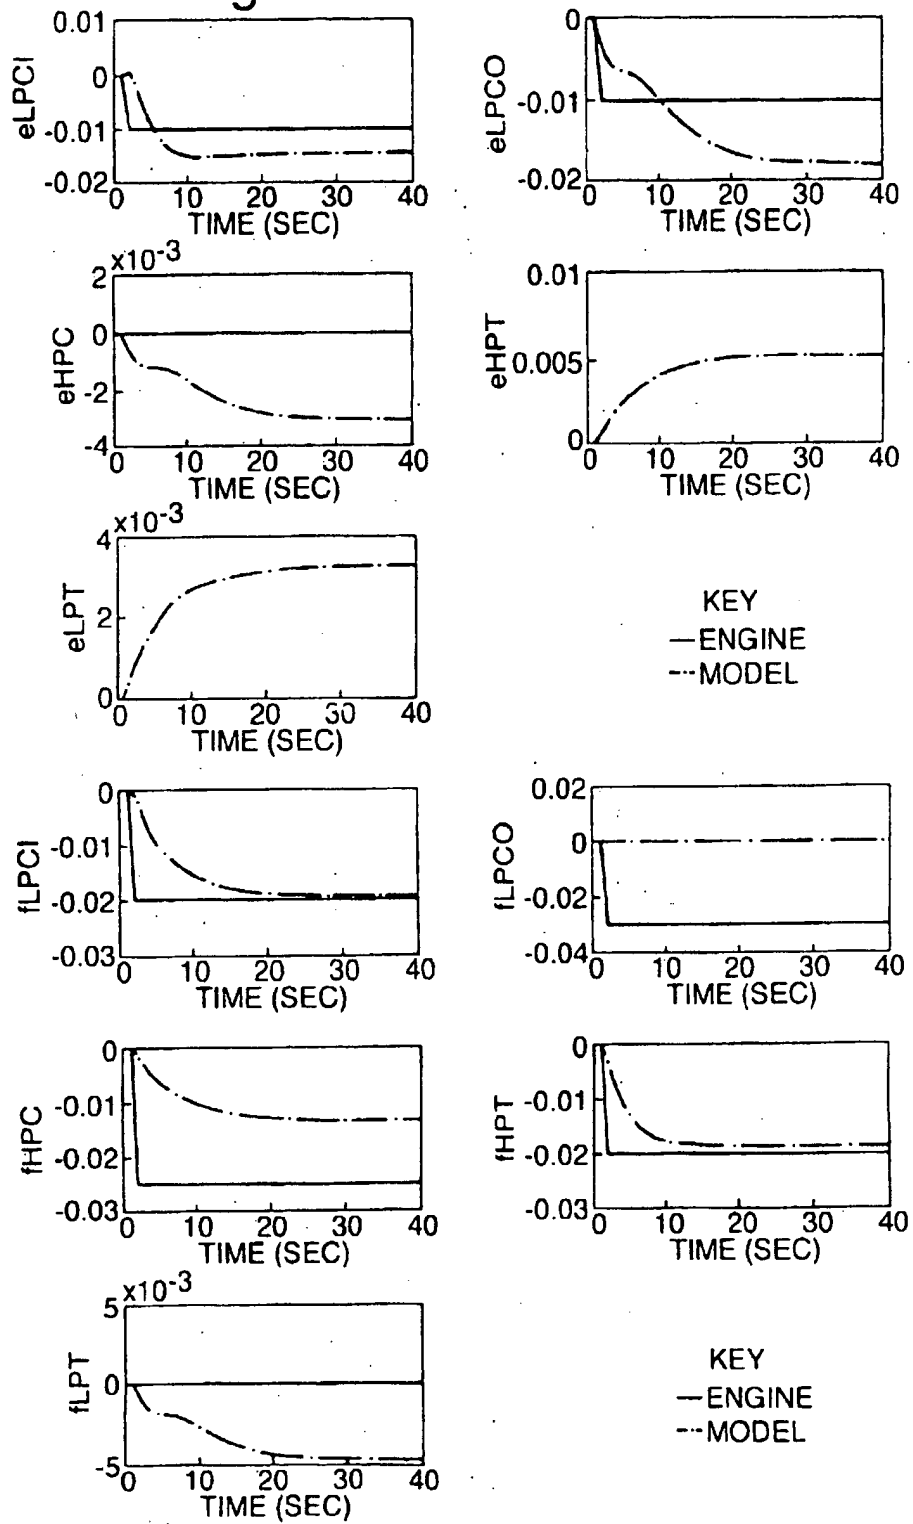 g
0.01
0
-0.01
-0.02
eLPCI
0 10 20 30 40
TIME (SEC)
0
-0.01
-0.02
eLPCO
0 10 20 30 40
TIME (SEC)
x10-3
2
0
-2
-4
eHPC
0 10 20 30 40
TIME (SEC)
0.01
0.005
0
eHPT
0 10 20 30 40
TIME (SEC)
x10-3
4
2
0
eLPT
0 10 20 30 40
TIME (SEC)
KEY
ENGINE
MODEL
0
-0.01
-0.02
-0.03
fLPCI
0 10 20 30 40
TIME (SEC)
0.02
0
-0.02
-0.04
fLPCO
0 10 20 30 40
TIME (SEC)
0
-0.01
-0.02
-0.03
fHPC
0 10 20 30 40
TIME (SEC)
0
-0.01
-0.02
-0.03
fHPT
0 10 20 30 40
TIME (SEC)
x10-3
5
0
-5
fLPT
0 10 20 30 40
TIME (SEC)
KEY
ENGINE
MODEL